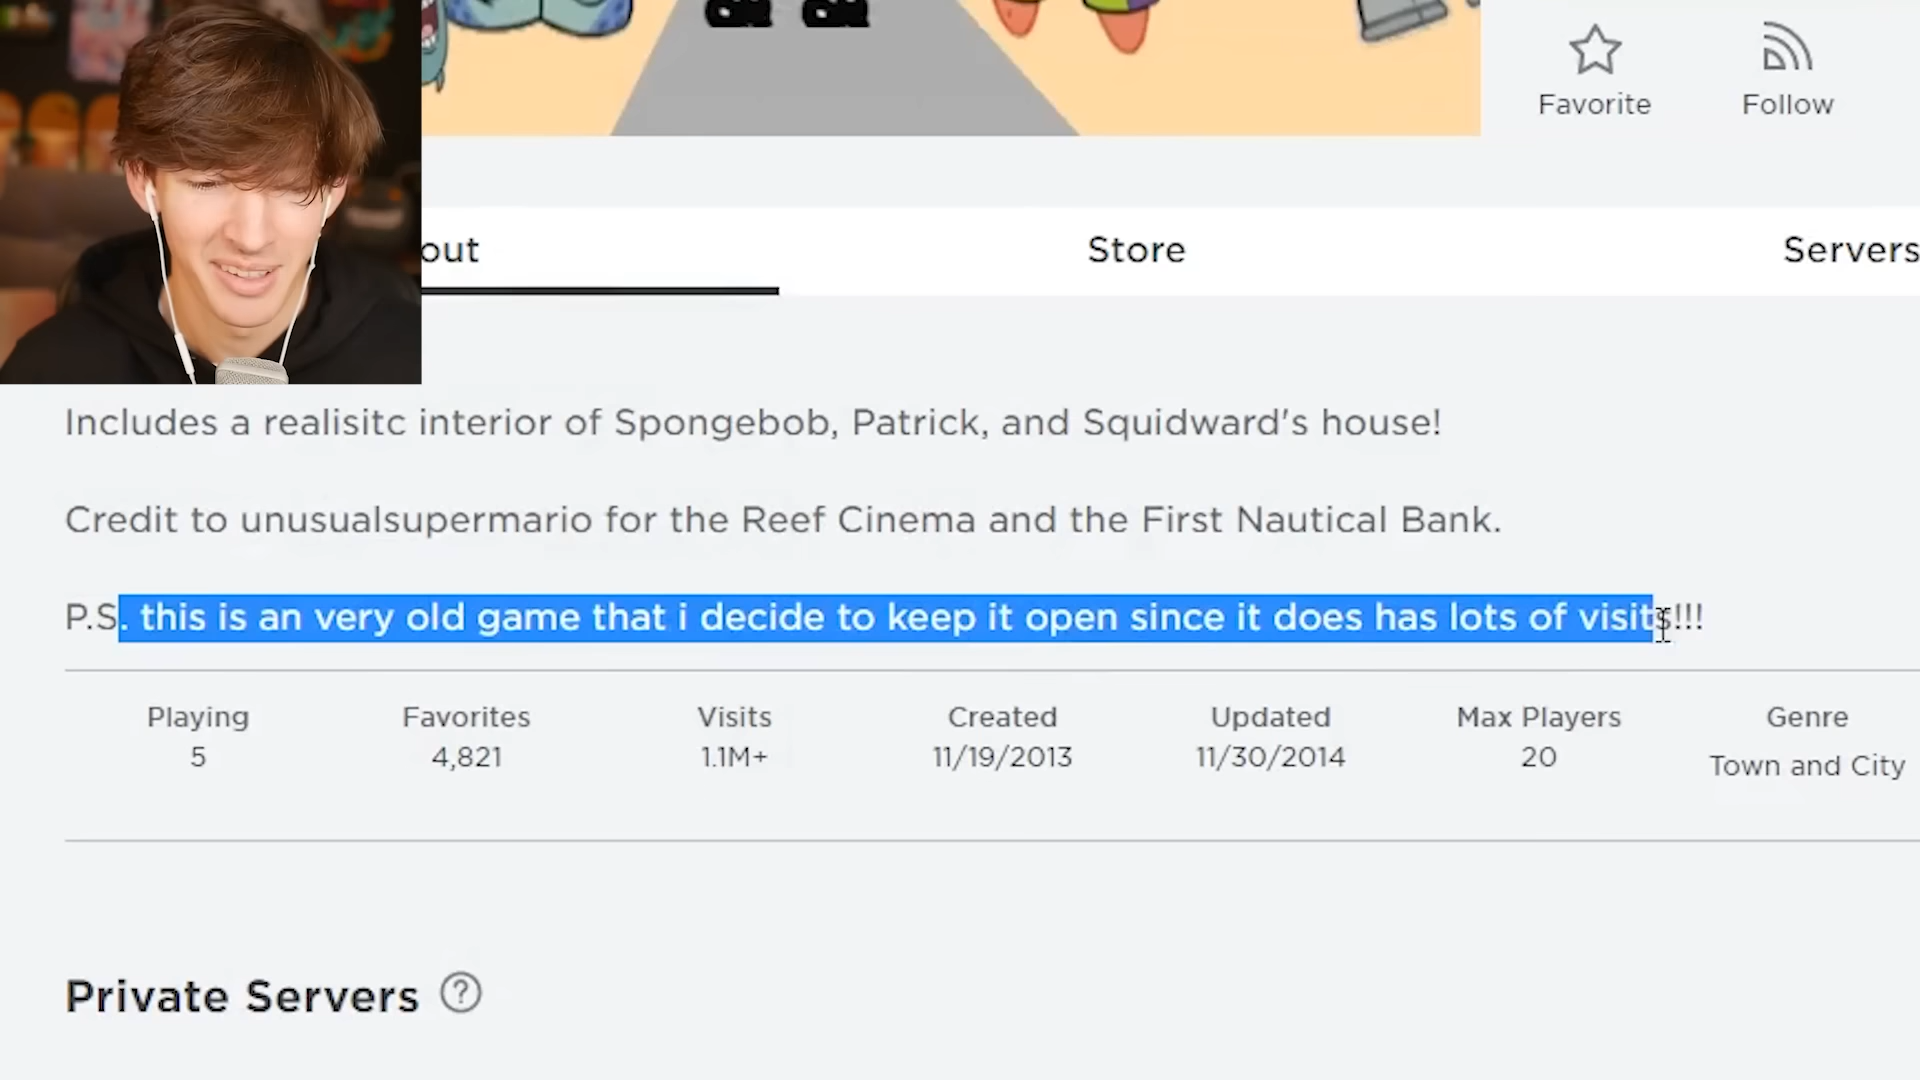 Favorite
Follow
out
Store
Servers
Includes a realisitc interior of Spongebob, Patrick, and Squidward's house!
Credit to unusualsupermario for the Reef Cinema and the First Nautical Bank.
P.S. this is an very old game that i decide to keep it open since it does has lots of visits!!!
Playing
Favorites
Visits
Created
Updated
Max Players
Genre
5
4,821
1.1M+
11/19/2013
11/30/2014
20
Town and City
Private Servers
?